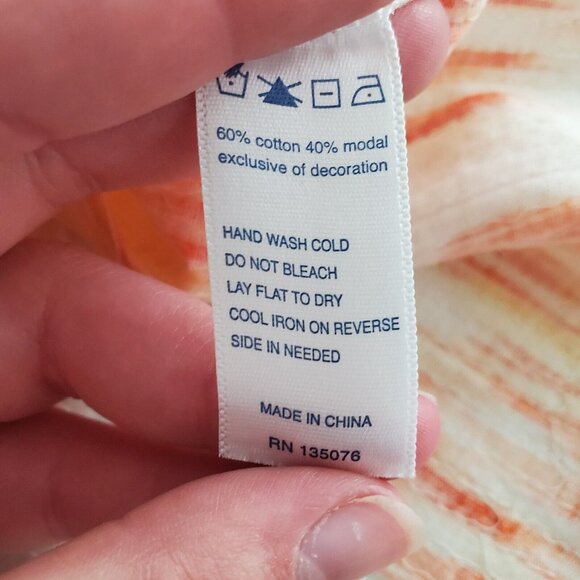 60% cotton 40% modal
exclusive of decoration
HAND WASH COLD
DO NOT BLEACH
LAY FLAT TO DRY
COOL IRON ON REVERSE
SIDE IN NEEDED
MADE IN CHINA
RN 135076